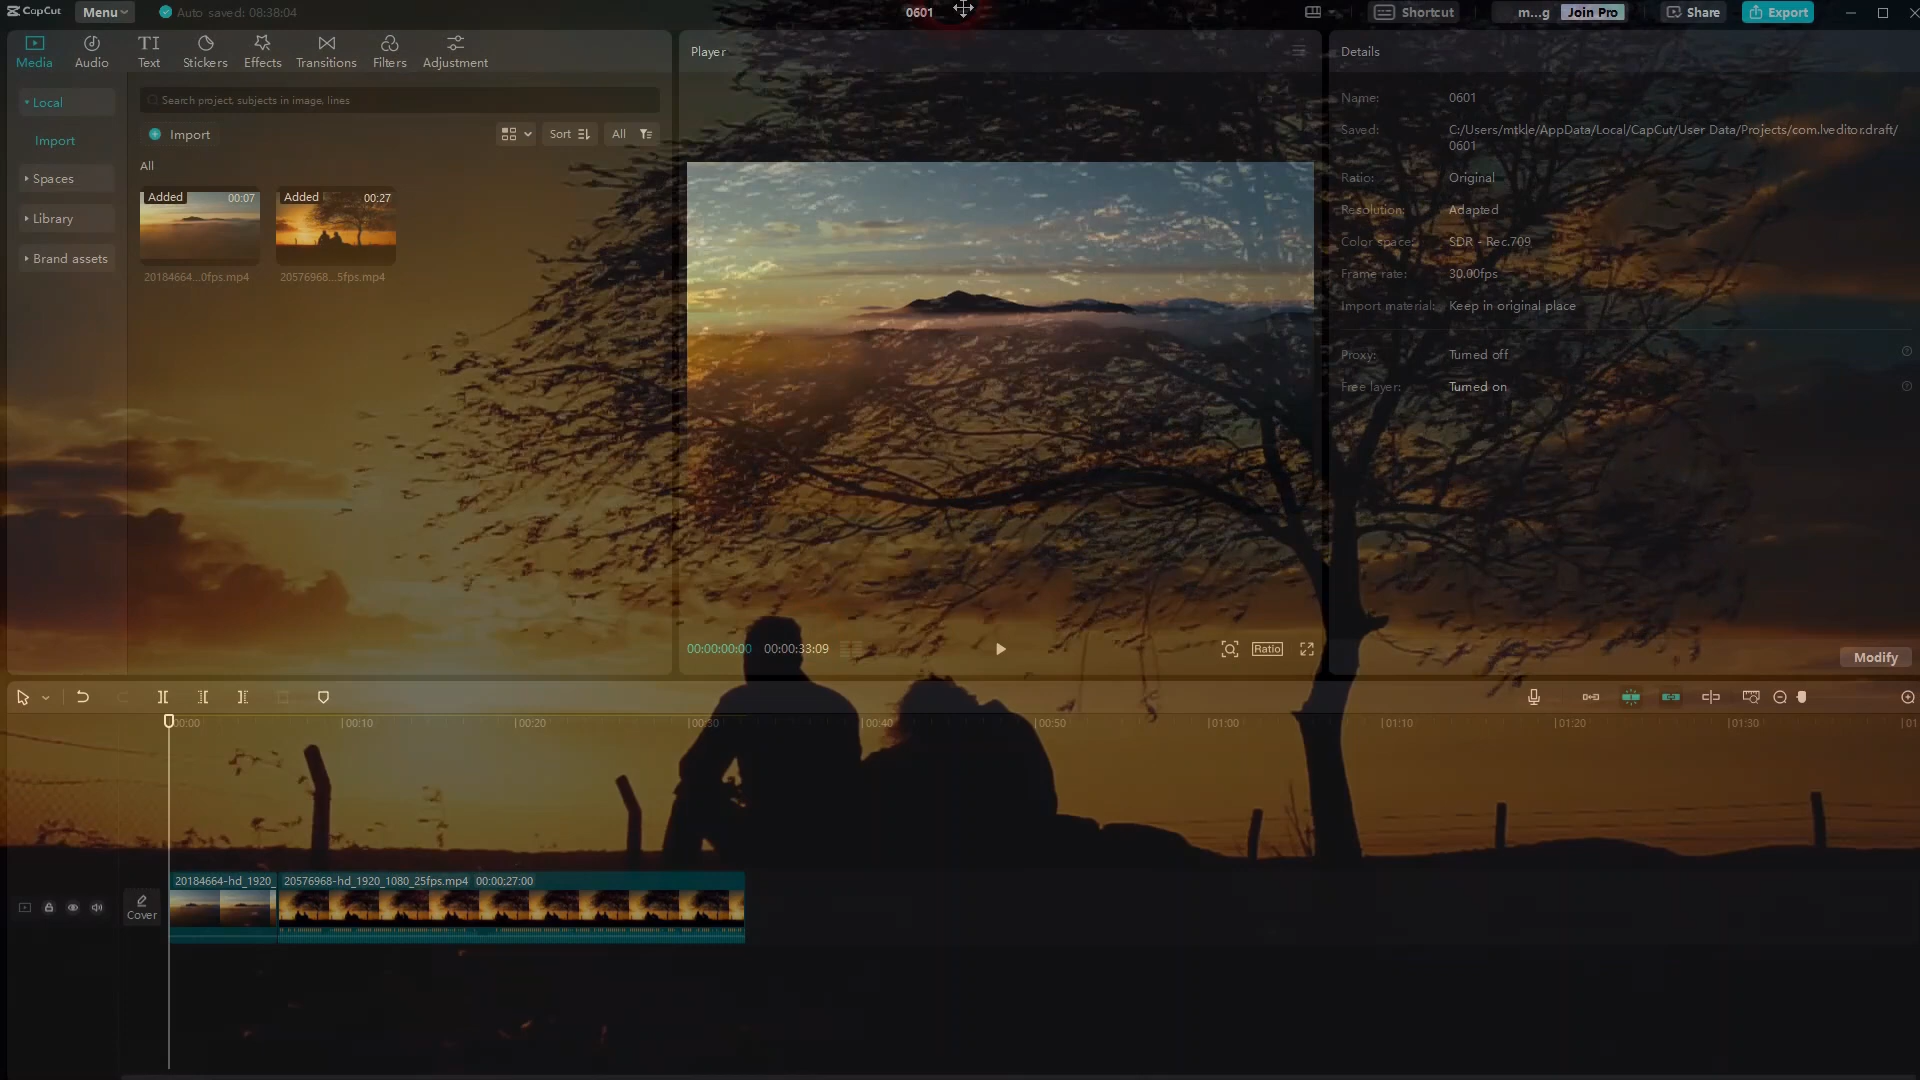 CapCut
Menu
Auto saved: 08:38:04
0601
Shortcut
m...g
Join Pro
Share
Export
Media
Audio
Text
Stickers
Effects
Transitions
Filters
Adjustment
Local
Import
Spaces
Library
Brand assets
Search project, subjects in image, lines
Import
Sort
All
All
Added 00:07
20184664...0fps.mp4
Added 00:27
20576968...5fps.mp4
Player
00:00:00:00 00:00:33:09
Ratio
Details
Name: 0601
Saved: C:/Users/mtkle/AppData/Local/CapCut/User Data/Projects/com.lveditor.draft/
0601
Ratio: Original
Resolution: Adapted
Color space: SDR - Rec.709
Frame rate: 30.00fps
Import material: Keep in original place
Proxy: Turned off
Free layer: Turned on
Modify
00:00 00:10 00:20 00:30 00:40 00:50 01:00 01:10 01:20 01:30 01
Cover
20184664-hd_1920_
20576968-hd_1920_1080_25fps.mp4 00:00:27:00